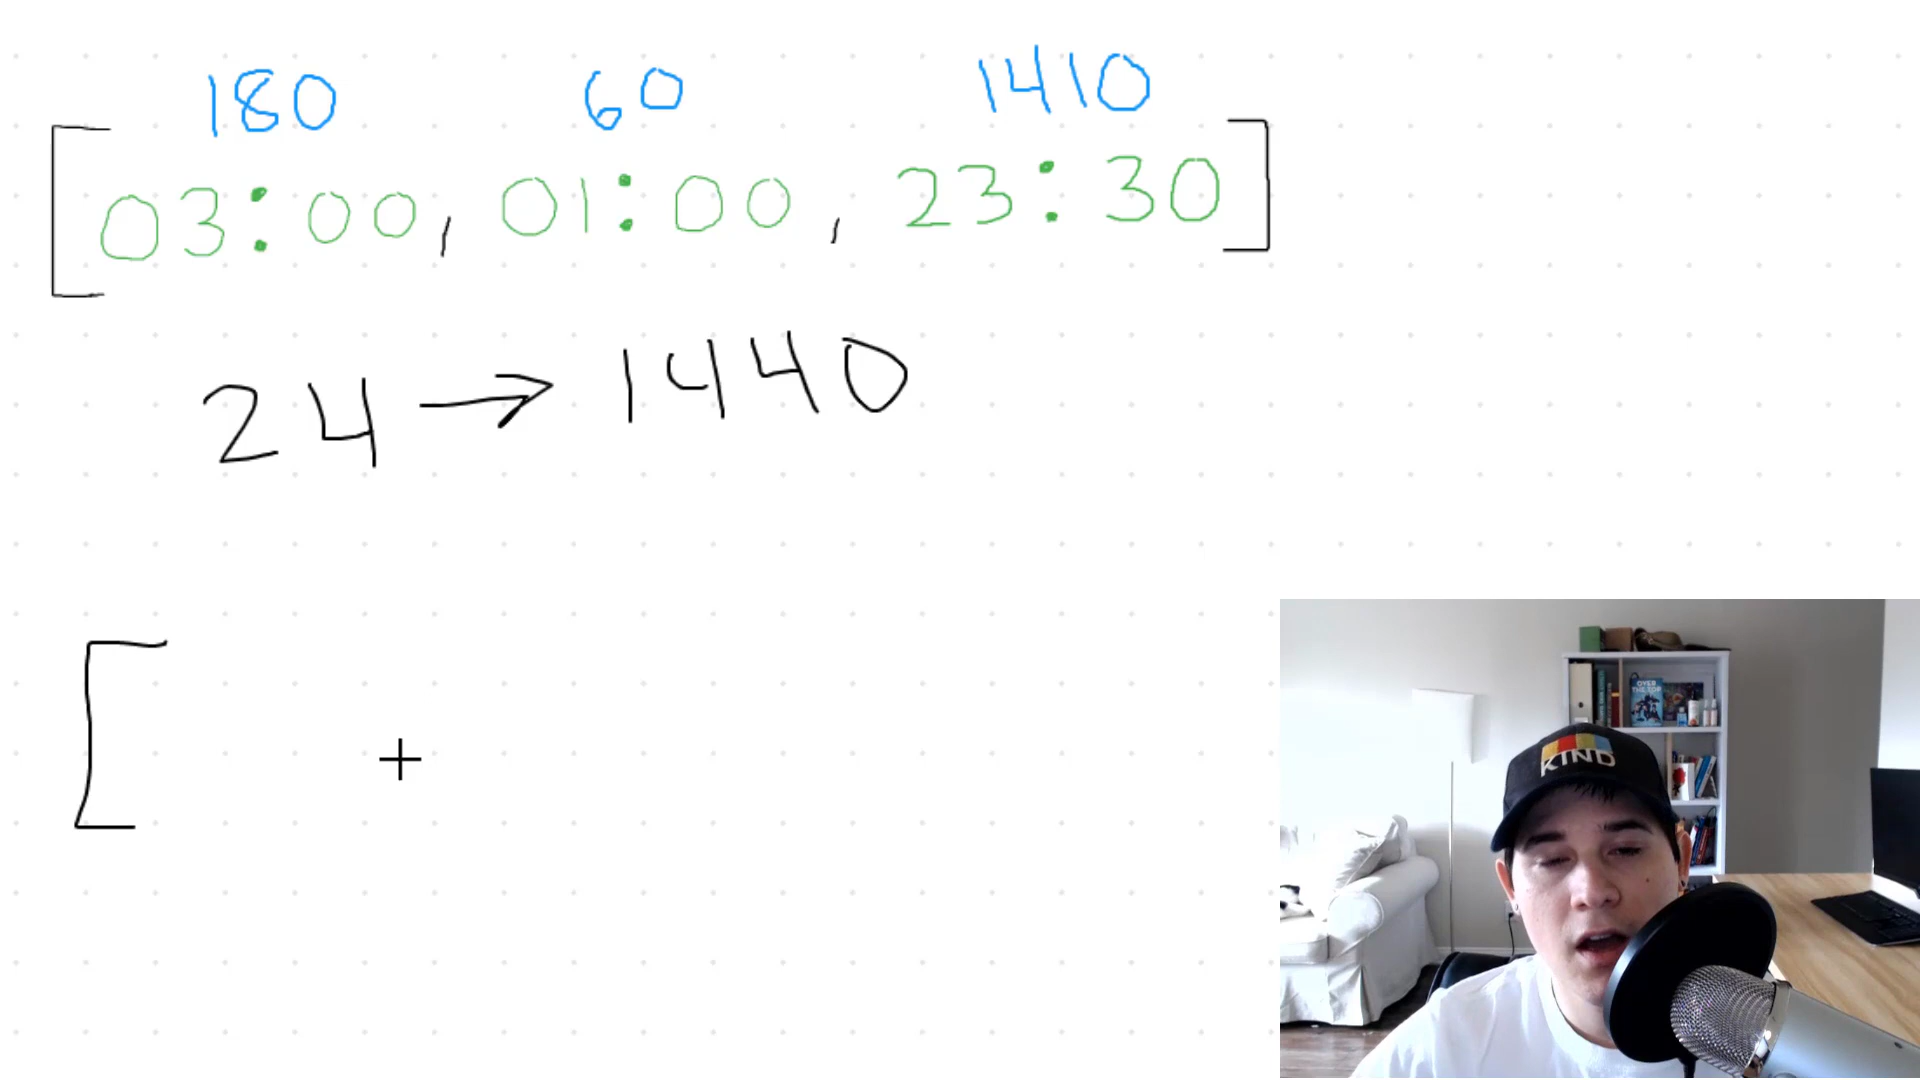 180 60 1410
[03:00, 01:00, 23:30]
24 → 1440
[
OVER
THE TOP
KIND